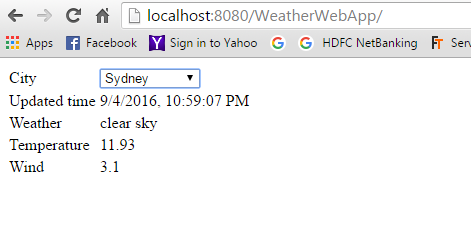 localhost:8080/WeatherWebApp/
Apps Facebook Sign in to Yahoo HDFC NetBanking Serv
City Sydney
Updated time 9/4/2016, 10:59:07 PM
Weather clear sky
Temperature 11.93
Wind 3.1